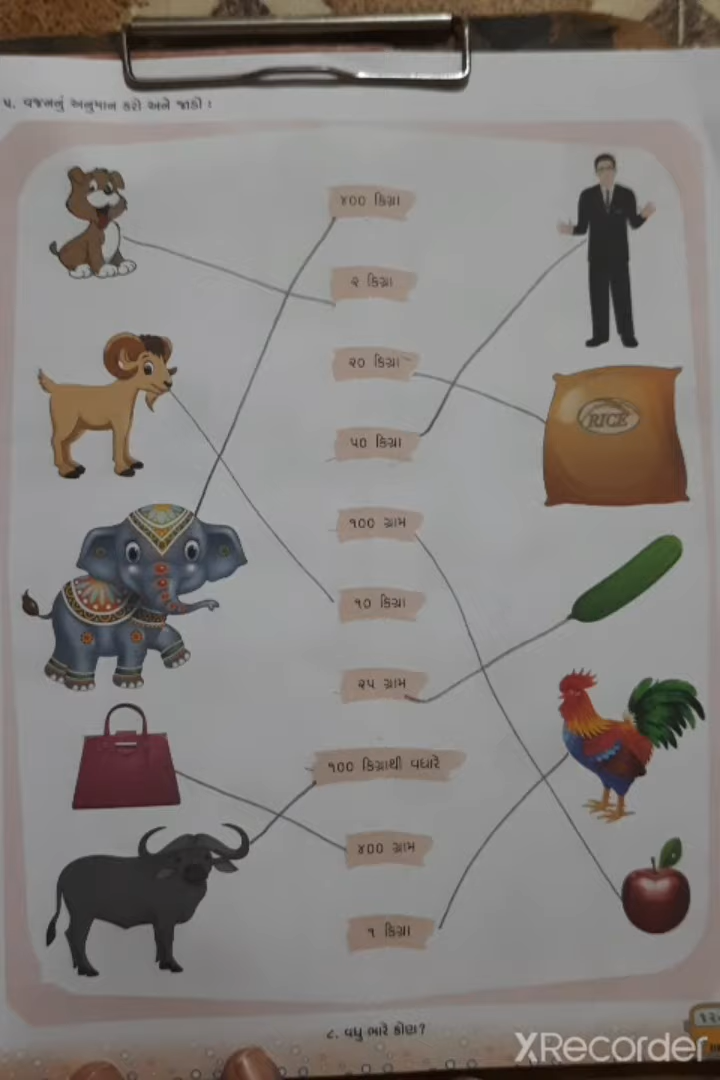 ૫. વજનનું અનુમાન કરો અને જોડો :
૪૦૦ કિગ્રા
૨ કિગ્રા
૨૦ કિગ્રા
RICE
૫૦ કિગ્રા
૧૦૦ ગ્રામ
૧૦ કિગ્રા
૨૫ ગ્રામ
૧૦૦ કિગ્રાથી વધારે
૪૦૦ ગ્રામ
૧ કિગ્રા
૮. વધુ ભારે કોણ?
XRecorder